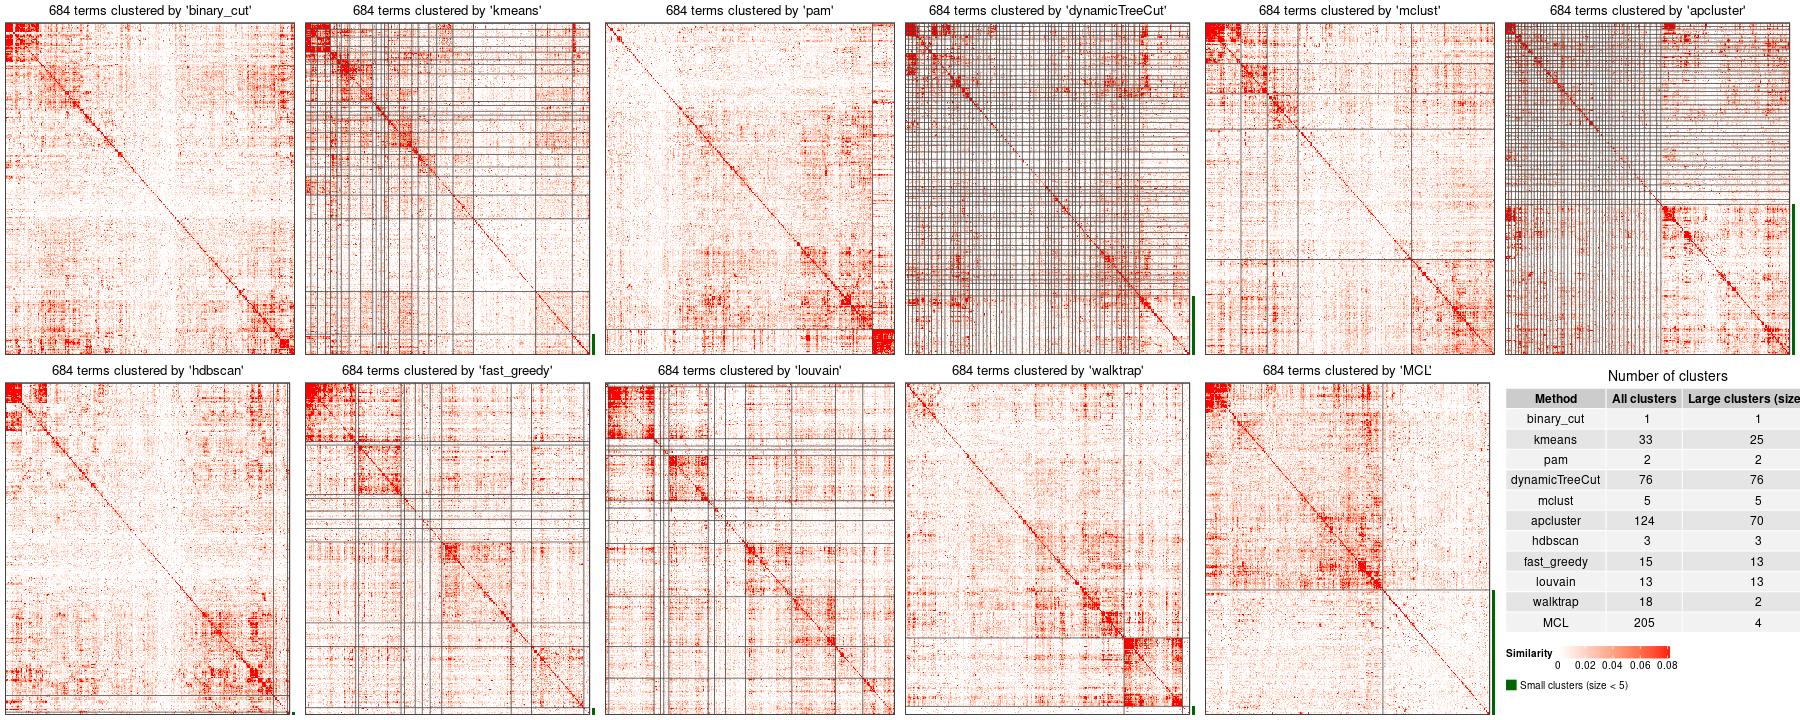 684 terms clustered by 'binary_cut'
684 terms clustered by 'kmeans'
684 terms clustered by 'pam'
684 terms clustered by 'dynamicTreeCut'
684 terms clustered by 'mclust'
684 terms clustered by 'apcluster'
684 terms clustered by 'hdbscan'
684 terms clustered by 'fast_greedy'
684 terms clustered by 'louvain'
684 terms clustered by 'walktrap'
684 terms clustered by 'MCL'
Number of clusters
Method All clusters Large clusters (size
binary_cut 1 1
kmeans 33 25
pam 2 2
dynamicTreeCut 76 76
mclust 5 5
apcluster 124 70
hdbscan 3 3
fast_greedy 15 13
louvain 13 13
walktrap 18 2
MCL 205 4
Similarity
0 0.02 0.04 0.06 0.08
Small clusters (size < 5)